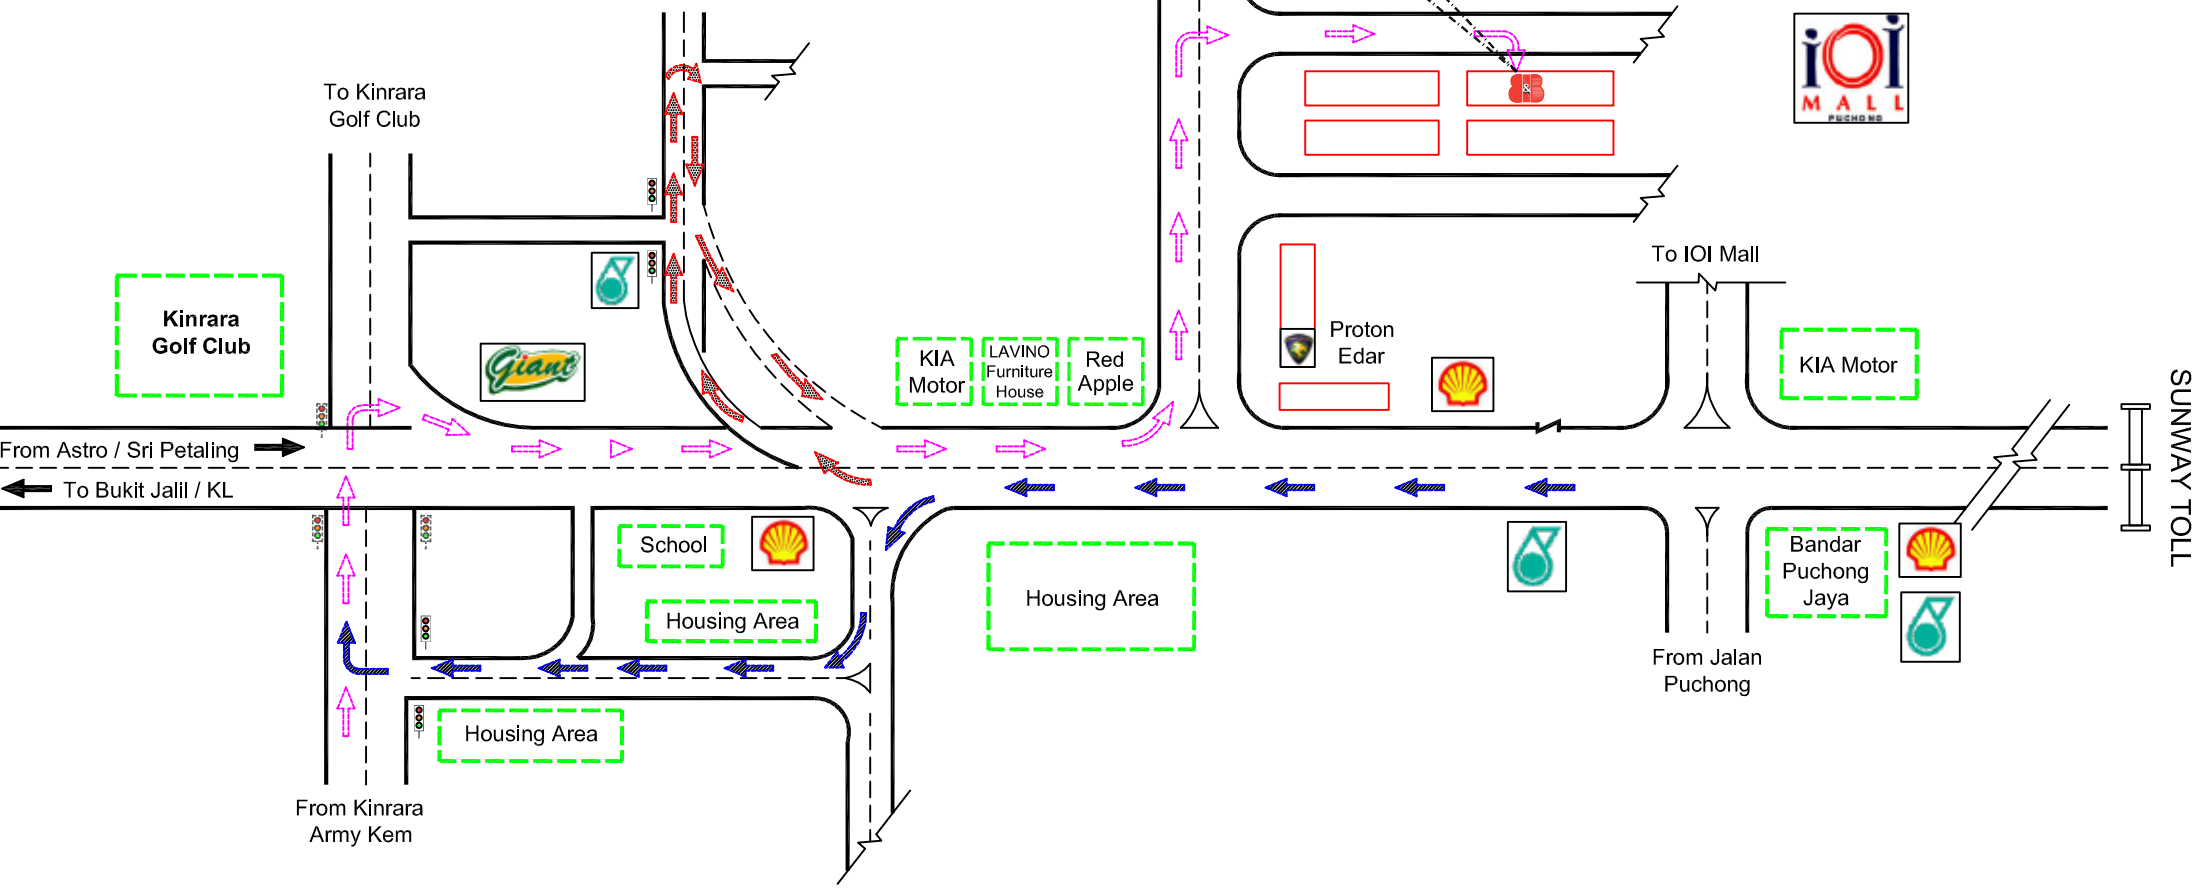 iOi
MALL
PUCHONG
B&B
To Kinrara
Golf Club
To IOI Mall
Kinrara
Golf Club
Giant
KIA
Motor
LAVINO
Furniture
House
Red
Apple
Proton
Edar
KIA Motor
SUNWAY TOLL
From Astro / Sri Petaling
To Bukit Jalil / KL
School
Housing Area
Housing Area
Bandar
Puchong
Jaya
From Jalan
Puchong
Housing Area
From Kinrara
Army Kem